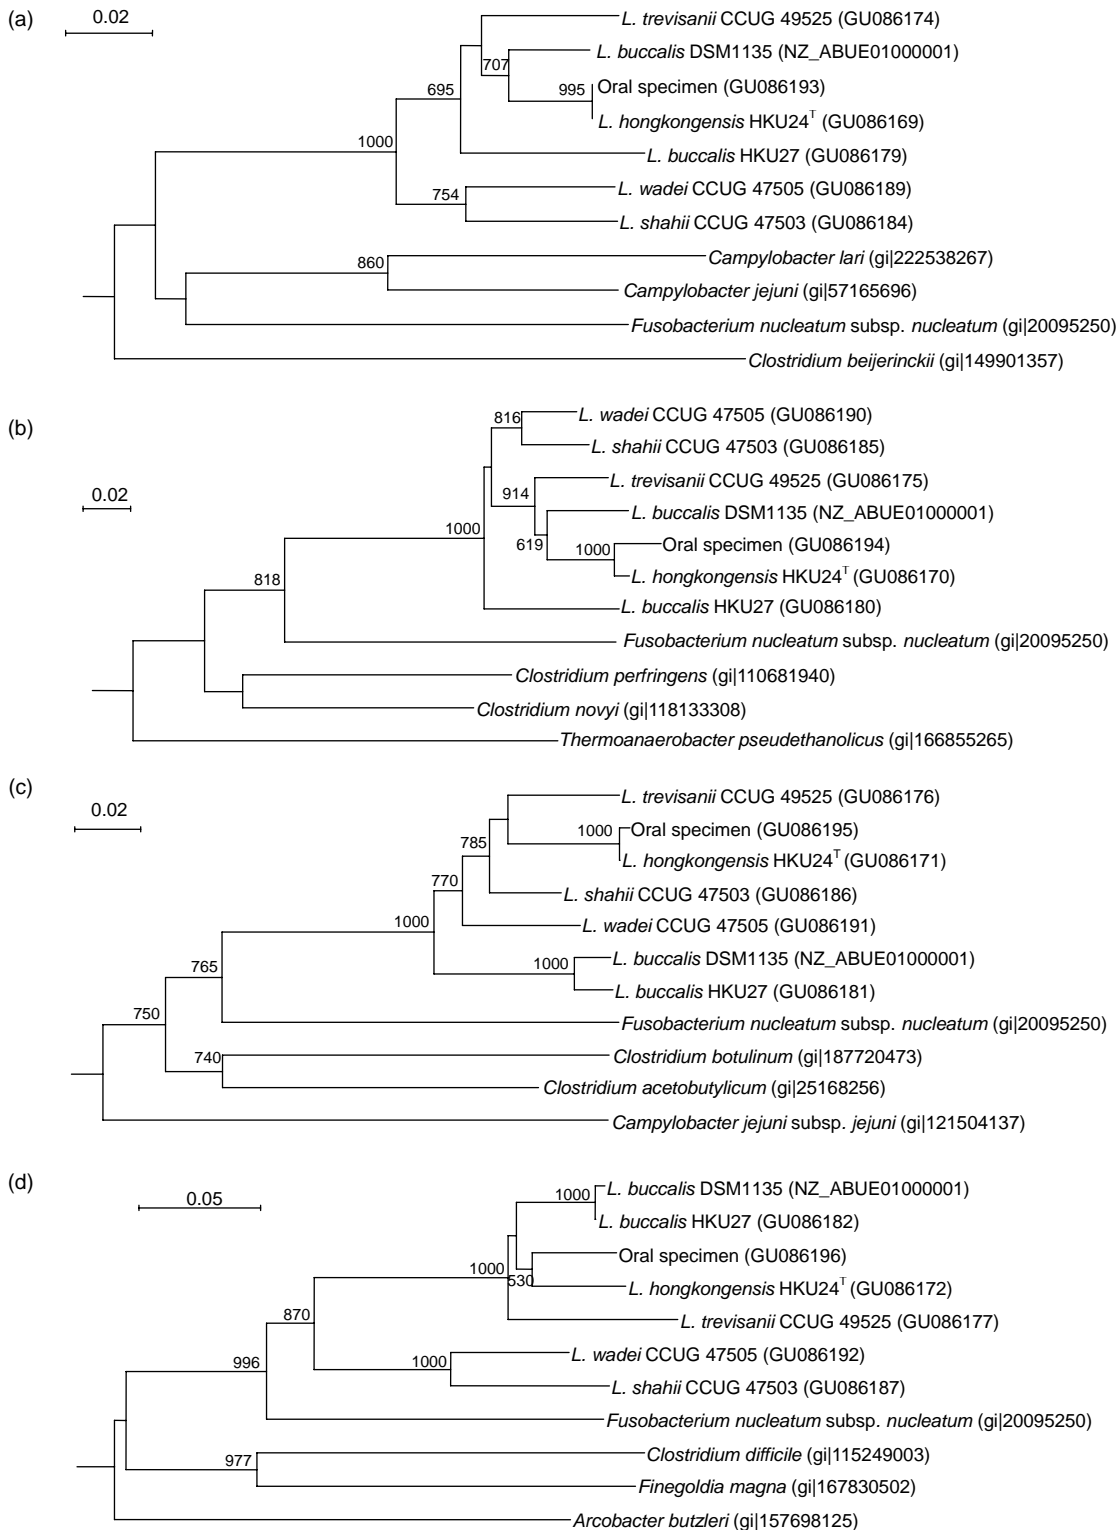 (a)
0.02
L. trevisanii CCUG 49525 (GU086174)
L. buccalis DSM1135 (NZ_ABUE01000001)
707
Oral specimen (GU086193)
995
695
L. hongkongensis HKU24T (GU086169)
1000
L. buccalis HKU27 (GU086179)
L. wadei CCUG 47505 (GU086189)
754
L. shahii CCUG 47503 (GU086184)
Campylobacter lari (gi|222538267)
860
Campylobacter jejuni (gi|57165696)
Fusobacterium nucleatum subsp. nucleatum (gi|20095250)
Clostridium beijerinckii (gi|149901357)
(b)
0.02
L. wadei CCUG 47505 (GU086190)
816
L. shahii CCUG 47503 (GU086185)
L. trevisanii CCUG 49525 (GU086175)
914
L. buccalis DSM1135 (NZ_ABUE01000001)
1000
619
Oral specimen (GU086194)
1000
L. hongkongensis HKU24T (GU086170)
818
L. buccalis HKU27 (GU086180)
Fusobacterium nucleatum subsp. nucleatum (gi|20095250)
Clostridium perfringens (gi|110681940)
Clostridium novyi (gi|118133308)
Thermoanaerobacter pseudethanolicus (gi|166855265)
(c)
0.02
L. trevisanii CCUG 49525 (GU086176)
Oral specimen (GU086195)
1000
785
L. hongkongensis HKU24T (GU086171)
770
L. shahii CCUG 47503 (GU086186)
1000
L. wadei CCUG 47505 (GU086191)
L. buccalis DSM1135 (NZ_ABUE01000001)
765
1000
L. buccalis HKU27 (GU086181)
750
Fusobacterium nucleatum subsp. nucleatum (gi|20095250)
740
Clostridium botulinum (gi|187720473)
Clostridium acetobutylicum (gi|25168256)
Campylobacter jejuni subsp. jejuni (gi|121504137)
(d)
0.05
L. buccalis DSM1135 (NZ_ABUE01000001)
1000
L. buccalis HKU27 (GU086182)
Oral specimen (GU086196)
1000
530
L. hongkongensis HKU24T (GU086172)
870
L. trevisanii CCUG 49525 (GU086177)
L. wadei CCUG 47505 (GU086192)
996
1000
L. shahii CCUG 47503 (GU086187)
Fusobacterium nucleatum subsp. nucleatum (gi|20095250)
Clostridium difficile (gi|115249003)
977
Finegoldia magna (gi|167830502)
Arcobacter butzleri (gi|157698125)